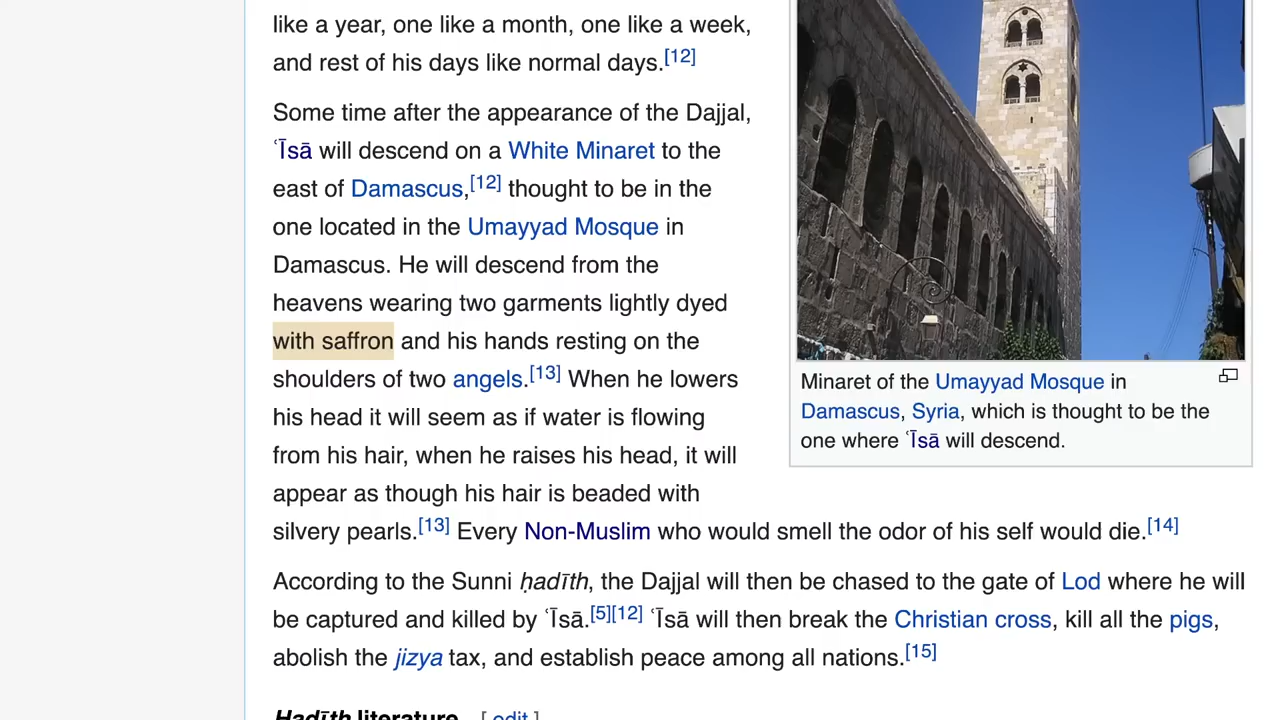 like a year, one like a month, one like a week,
and rest of his days like normal days.[12]
Some time after the appearance of the Dajjal,
ʿĪsā will descend on a White Minaret to the
east of Damascus,[12] thought to be in the
one located in the Umayyad Mosque in
Damascus. He will descend from the
heavens wearing two garments lightly dyed
with saffron and his hands resting on the
shoulders of two angels.[13] When he lowers
his head it will seem as if water is flowing
from his hair, when he raises his head, it will
appear as though his hair is beaded with
silvery pearls.[13] Every Non-Muslim who would smell the odor of his self would die.[14]
According to the Sunni ḥadīth, the Dajjal will then be chased to the gate of Lod where he will
be captured and killed by ʿĪsā.[5][12] ʿĪsā will then break the Christian cross, kill all the pigs,
abolish the jizya tax, and establish peace among all nations.[15]
Hadīth literature [ edit ]
Minaret of the Umayyad Mosque in
Damascus, Syria, which is thought to be the
one where ʿĪsā will descend.